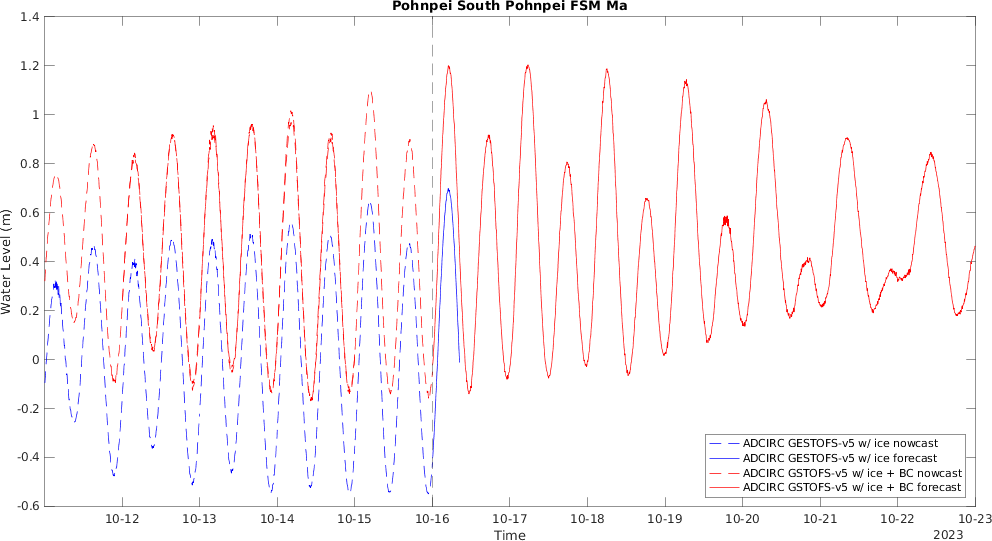 Pohnpei South Pohnpei FSM Ma
1.4
1.2
1
0.8
0.6
0.4
0.2
0
-0.2
-0.4
-0.6
Water Level (m)
ADCIRC GESTOFS-v5 w/ ice nowcast
ADCIRC GESTOFS-v5 w/ ice forecast
ADCIRC GSTOFS-v5 w/ ice + BC nowcast
ADCIRC GSTOFS-v5 w/ ice + BC forecast
10-12 10-13 10-14 10-15 10-16 10-17 10-18 10-19 10-20 10-21 10-22 10-23
Time
2023